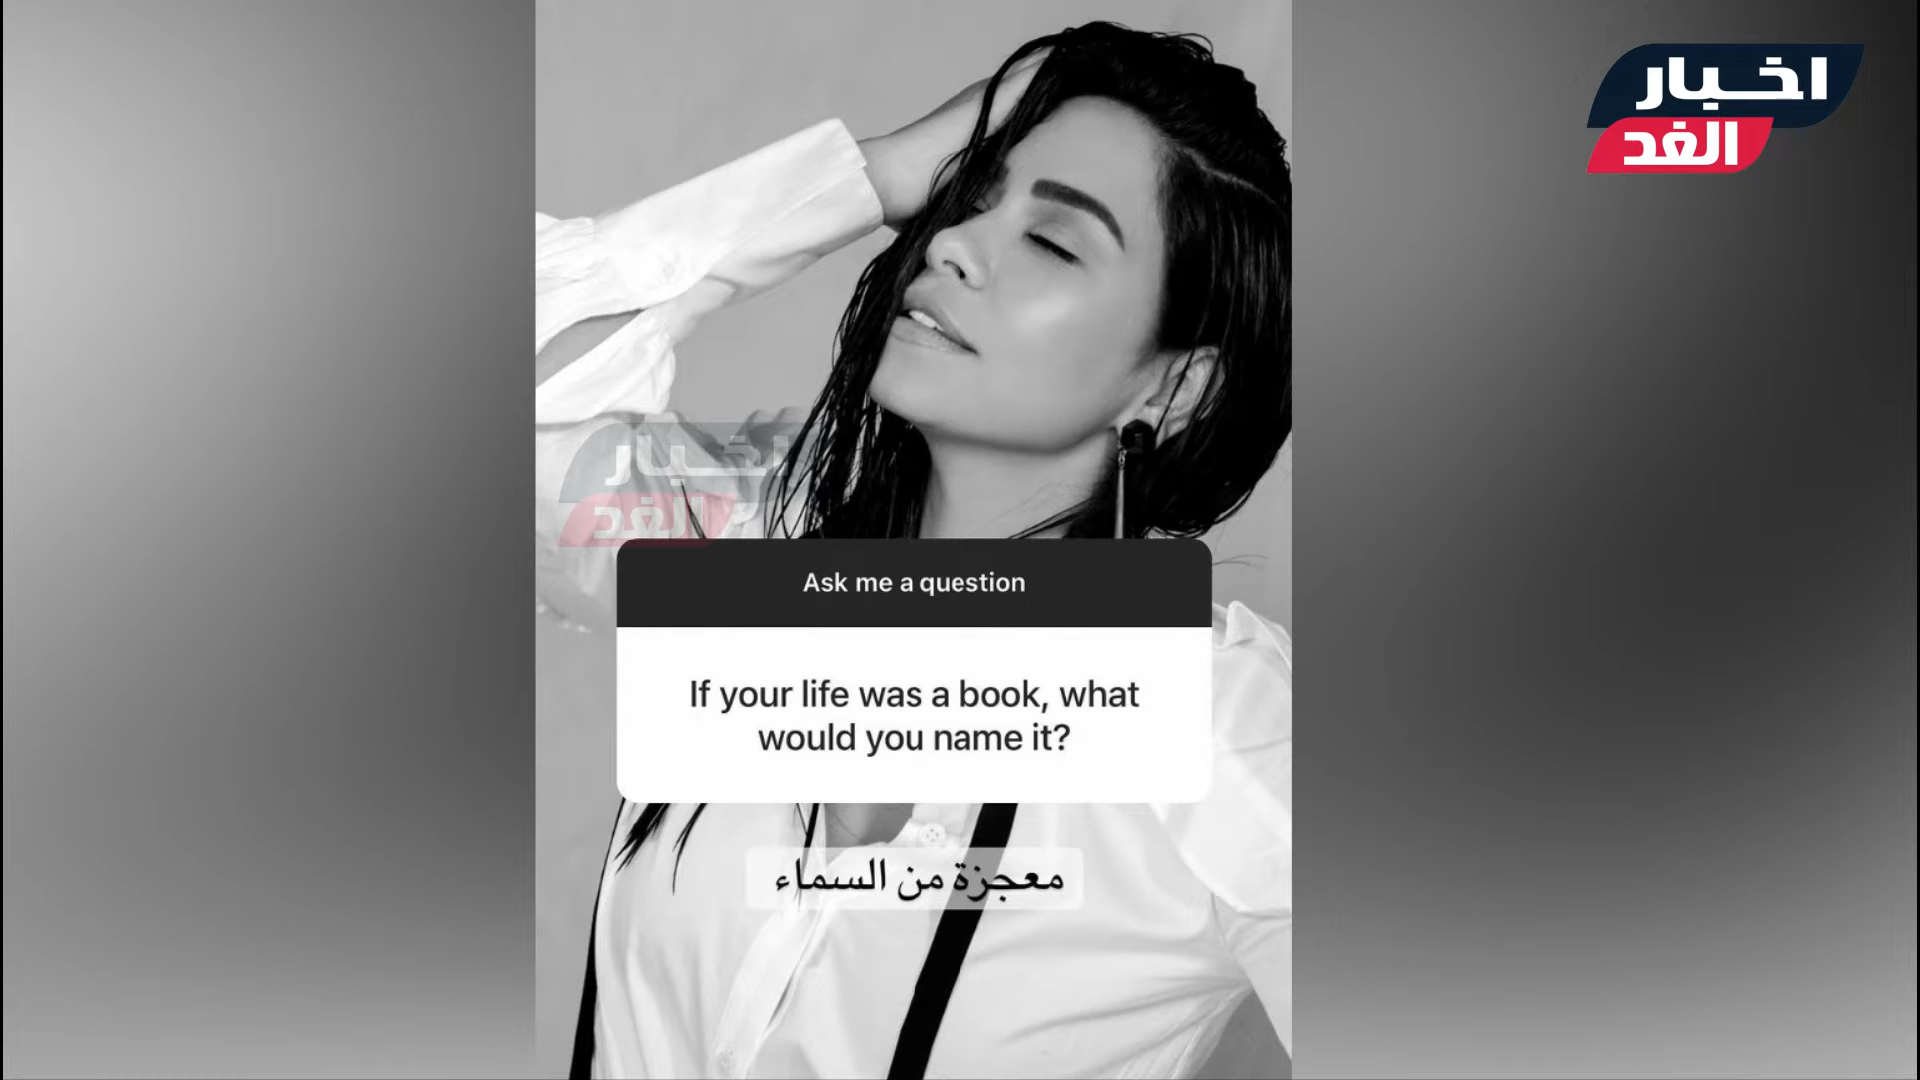 اخبار
الغد
اخبار
الغد
Ask me a question
If your life was a book, what
would you name it?
معجزة من السماء